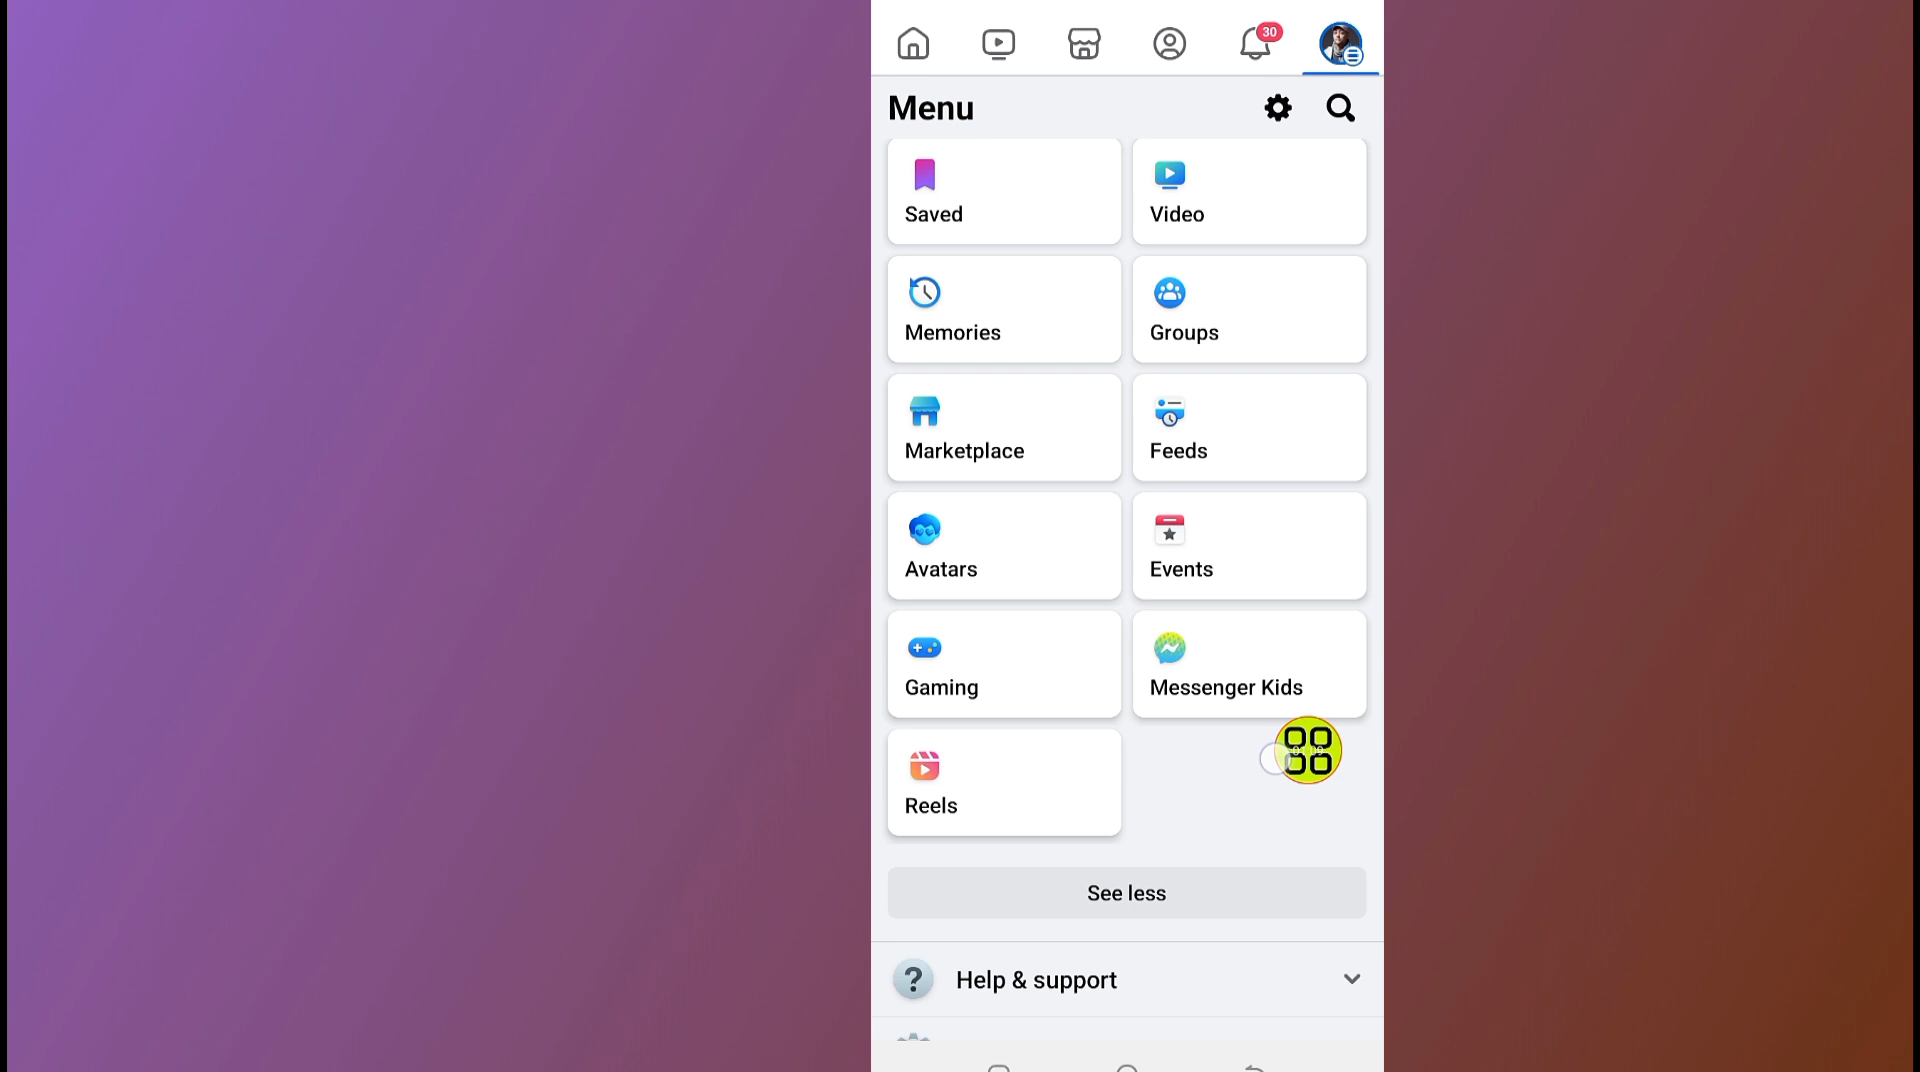 30
Menu
Saved
Video
Memories
Groups
Marketplace
Feeds
Avatars
Events
Gaming
Messenger Kids
Reels
See less
? Help & support